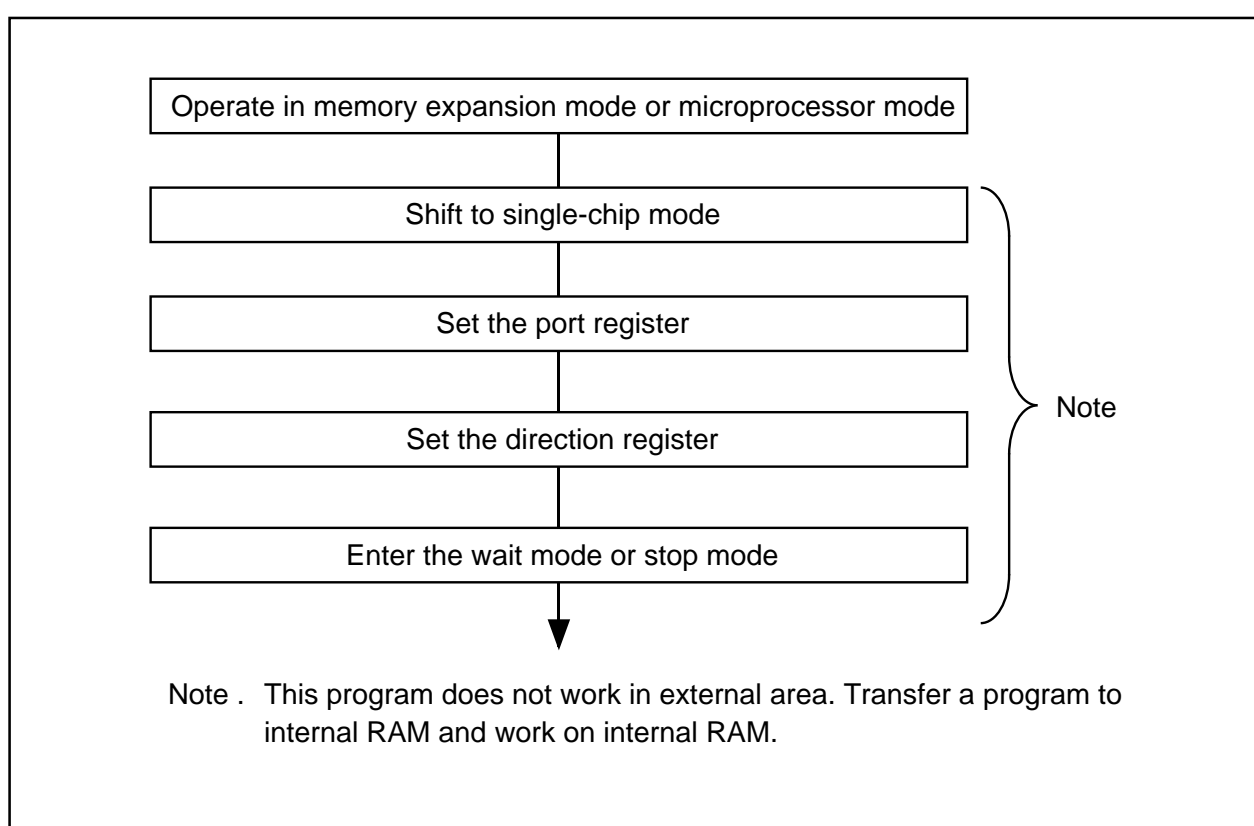 Operate in memory expansion mode or microprocessor mode
Shift to single-chip mode
Set the port register
Set the direction register
Enter the wait mode or stop mode
Note
Note . This program does not work in external area. Transfer a program to
internal RAM and work on internal RAM.